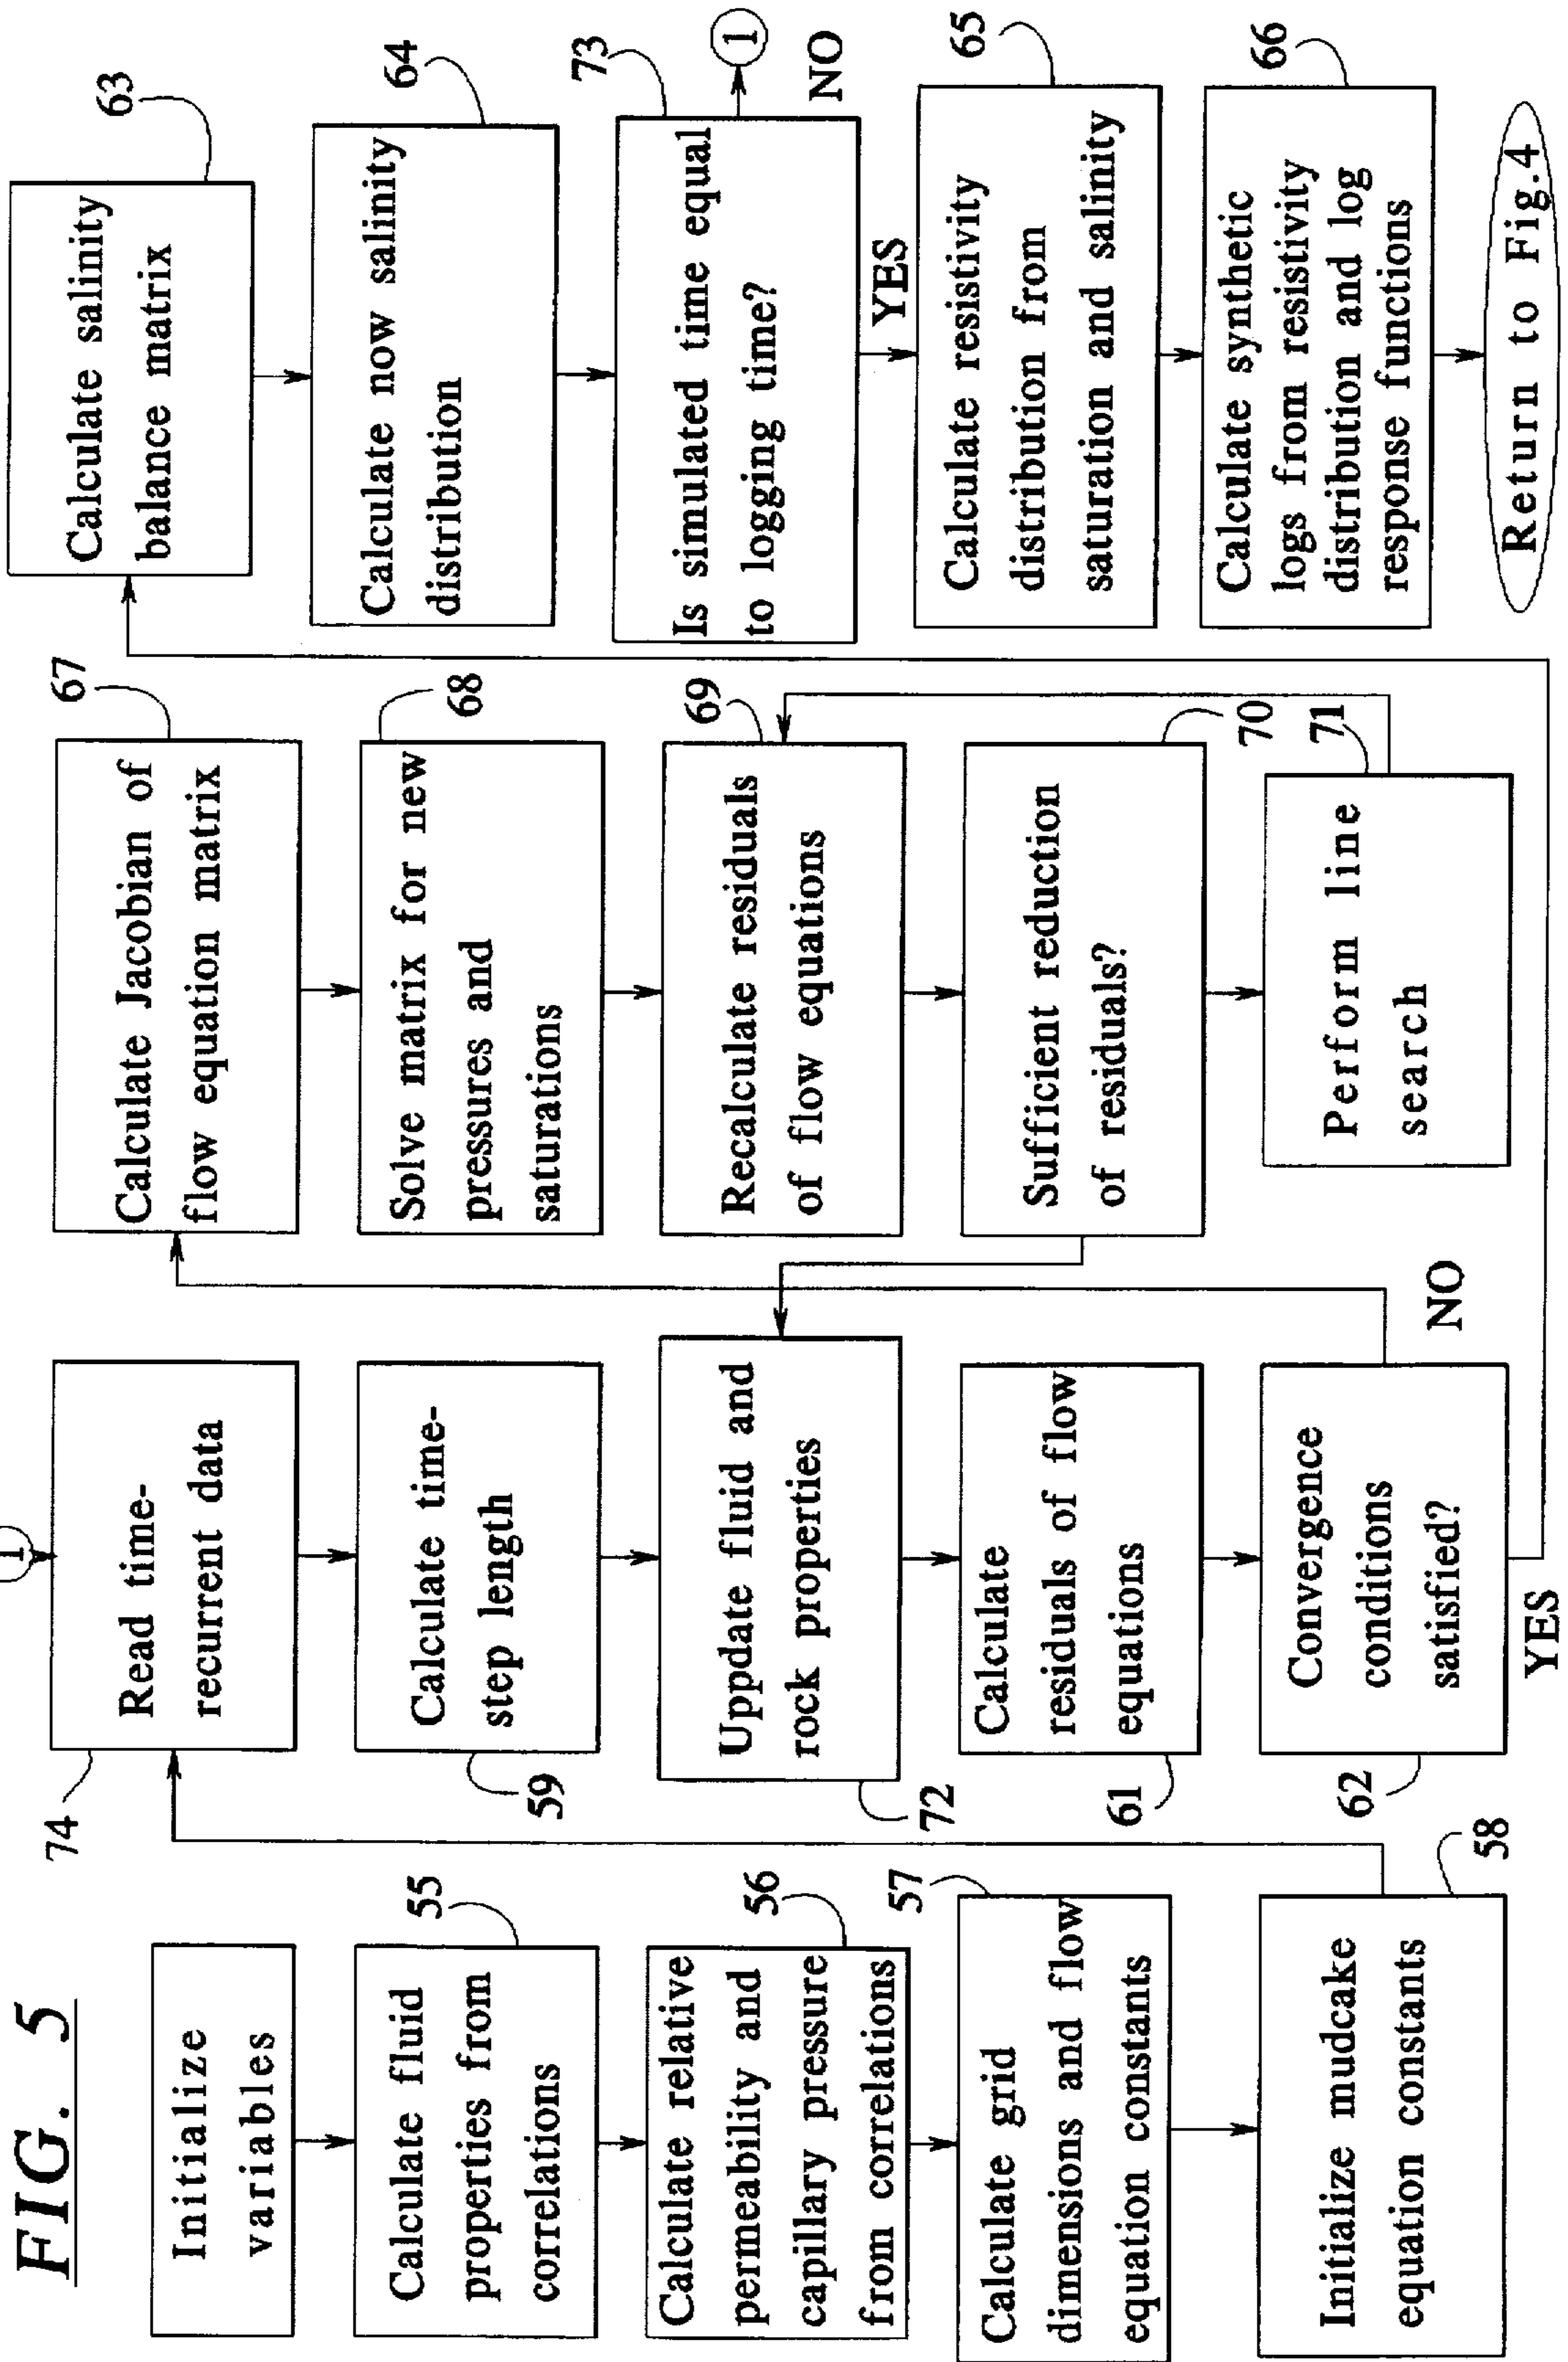 FIG. 5
Initialize
variables
Calculate fluid
properties from
correlations
55
Calculate relative
permeability and
capillary pressure
from correlations
56
Calculate grid
dimensions and flow
equation constants
57
Initialize mudcake
equation constants
58
1
Read time-
recurrent data
74
Calculate time-
step length
59
Uppdate fluid and
rock properties
72
Calculate
residuals of flow
equations
61
Convergence
conditions
satisfied?
62
YES
NO
Calculate Jacobian of
flow equation matrix
67
Solve matrix for new
pressures and
saturations
68
Recalculate residuals
of flow equations
69
Sufficient reduction
of residuals?
70
Perform line
search
71
Calculate salinity
balance matrix
63
Calculate now salinity
distribution
64
Is simulated time equal
to logging time?
73
1
NO
YES
Calculate resistivity
distribution from
saturation and salinity
65
Calculate synthetic
logs from resistivity
distribution and log
response functions
66
Return to Fig.4